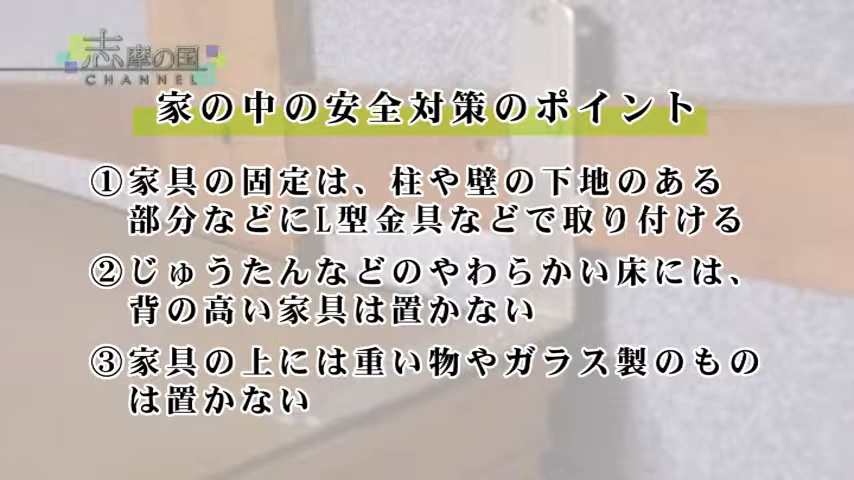 志摩の国
CHANNEL
家の中の安全対策のポイント
①家具の固定は、柱や壁の下地のある
部分などにL型金具などで取り付ける
②じゅうたんなどのやわらかい床には、
背の高い家具は置かない
③家具の上には重い物やガラス製のもの
は置かない